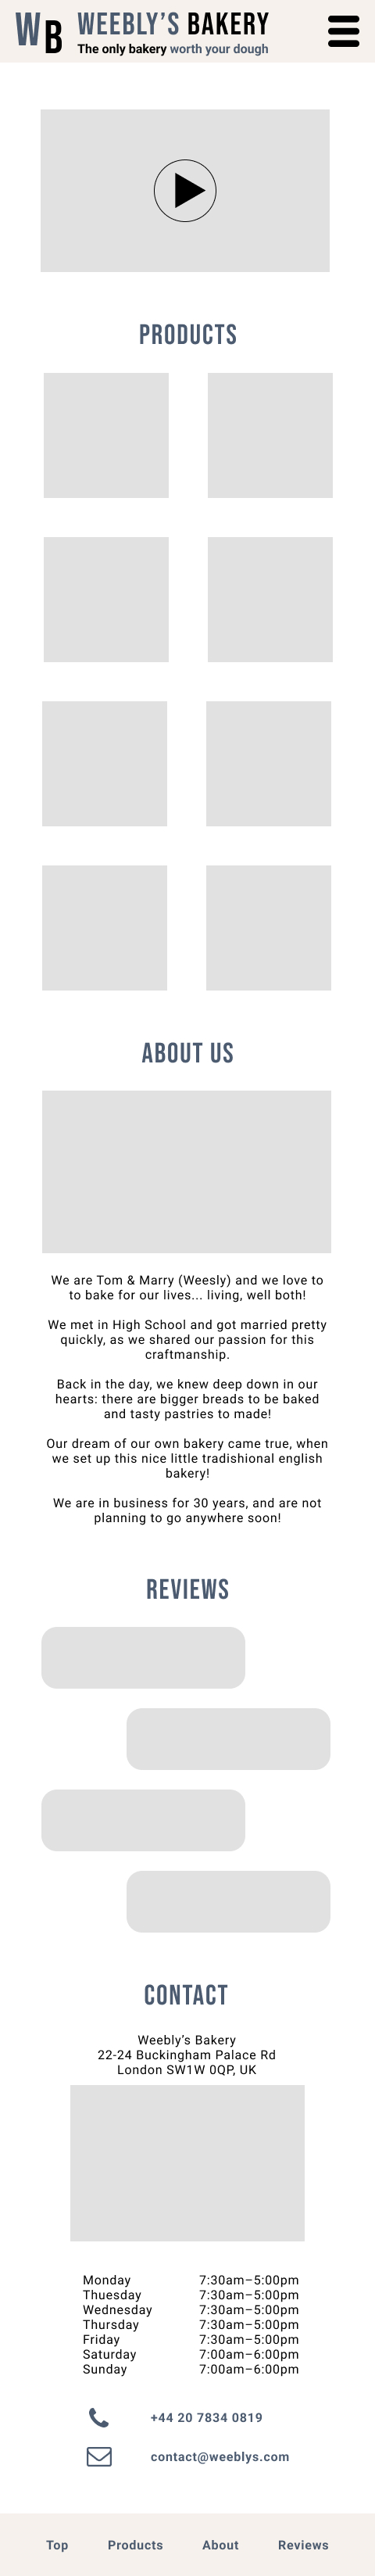 WB
WEEBLY'S BAKERY
The only bakery worth your dough
PRODUCTS
ABOUT US
We are Tom & Marry (Weesly) and we love to
to bake for our lives... living, well both!
We met in High School and got married pretty
quickly, as we shared our passion for this
craftmanship.
Back in the day, we knew deep down in our
hearts: there are bigger breads to be baked
and tasty pastries to made!
Our dream of our own bakery came true, when
we set up this nice little tradishional english
bakery!
We are in business for 30 years, and are not
planning to go anywhere soon!
REVIEWS
CONTACT
Weebly's Bakery
22-24 Buckingham Palace Rd
London SW1W 0QP, UK
Monday 7:30am–5:00pm
Thuesday 7:30am–5:00pm
Wednesday 7:30am–5:00pm
Thursday 7:30am–5:00pm
Friday 7:30am–5:00pm
Saturday 7:00am–6:00pm
Sunday 7:00am–6:00pm
+44 20 7834 0819
contact@weeblys.com
Top Products About Reviews